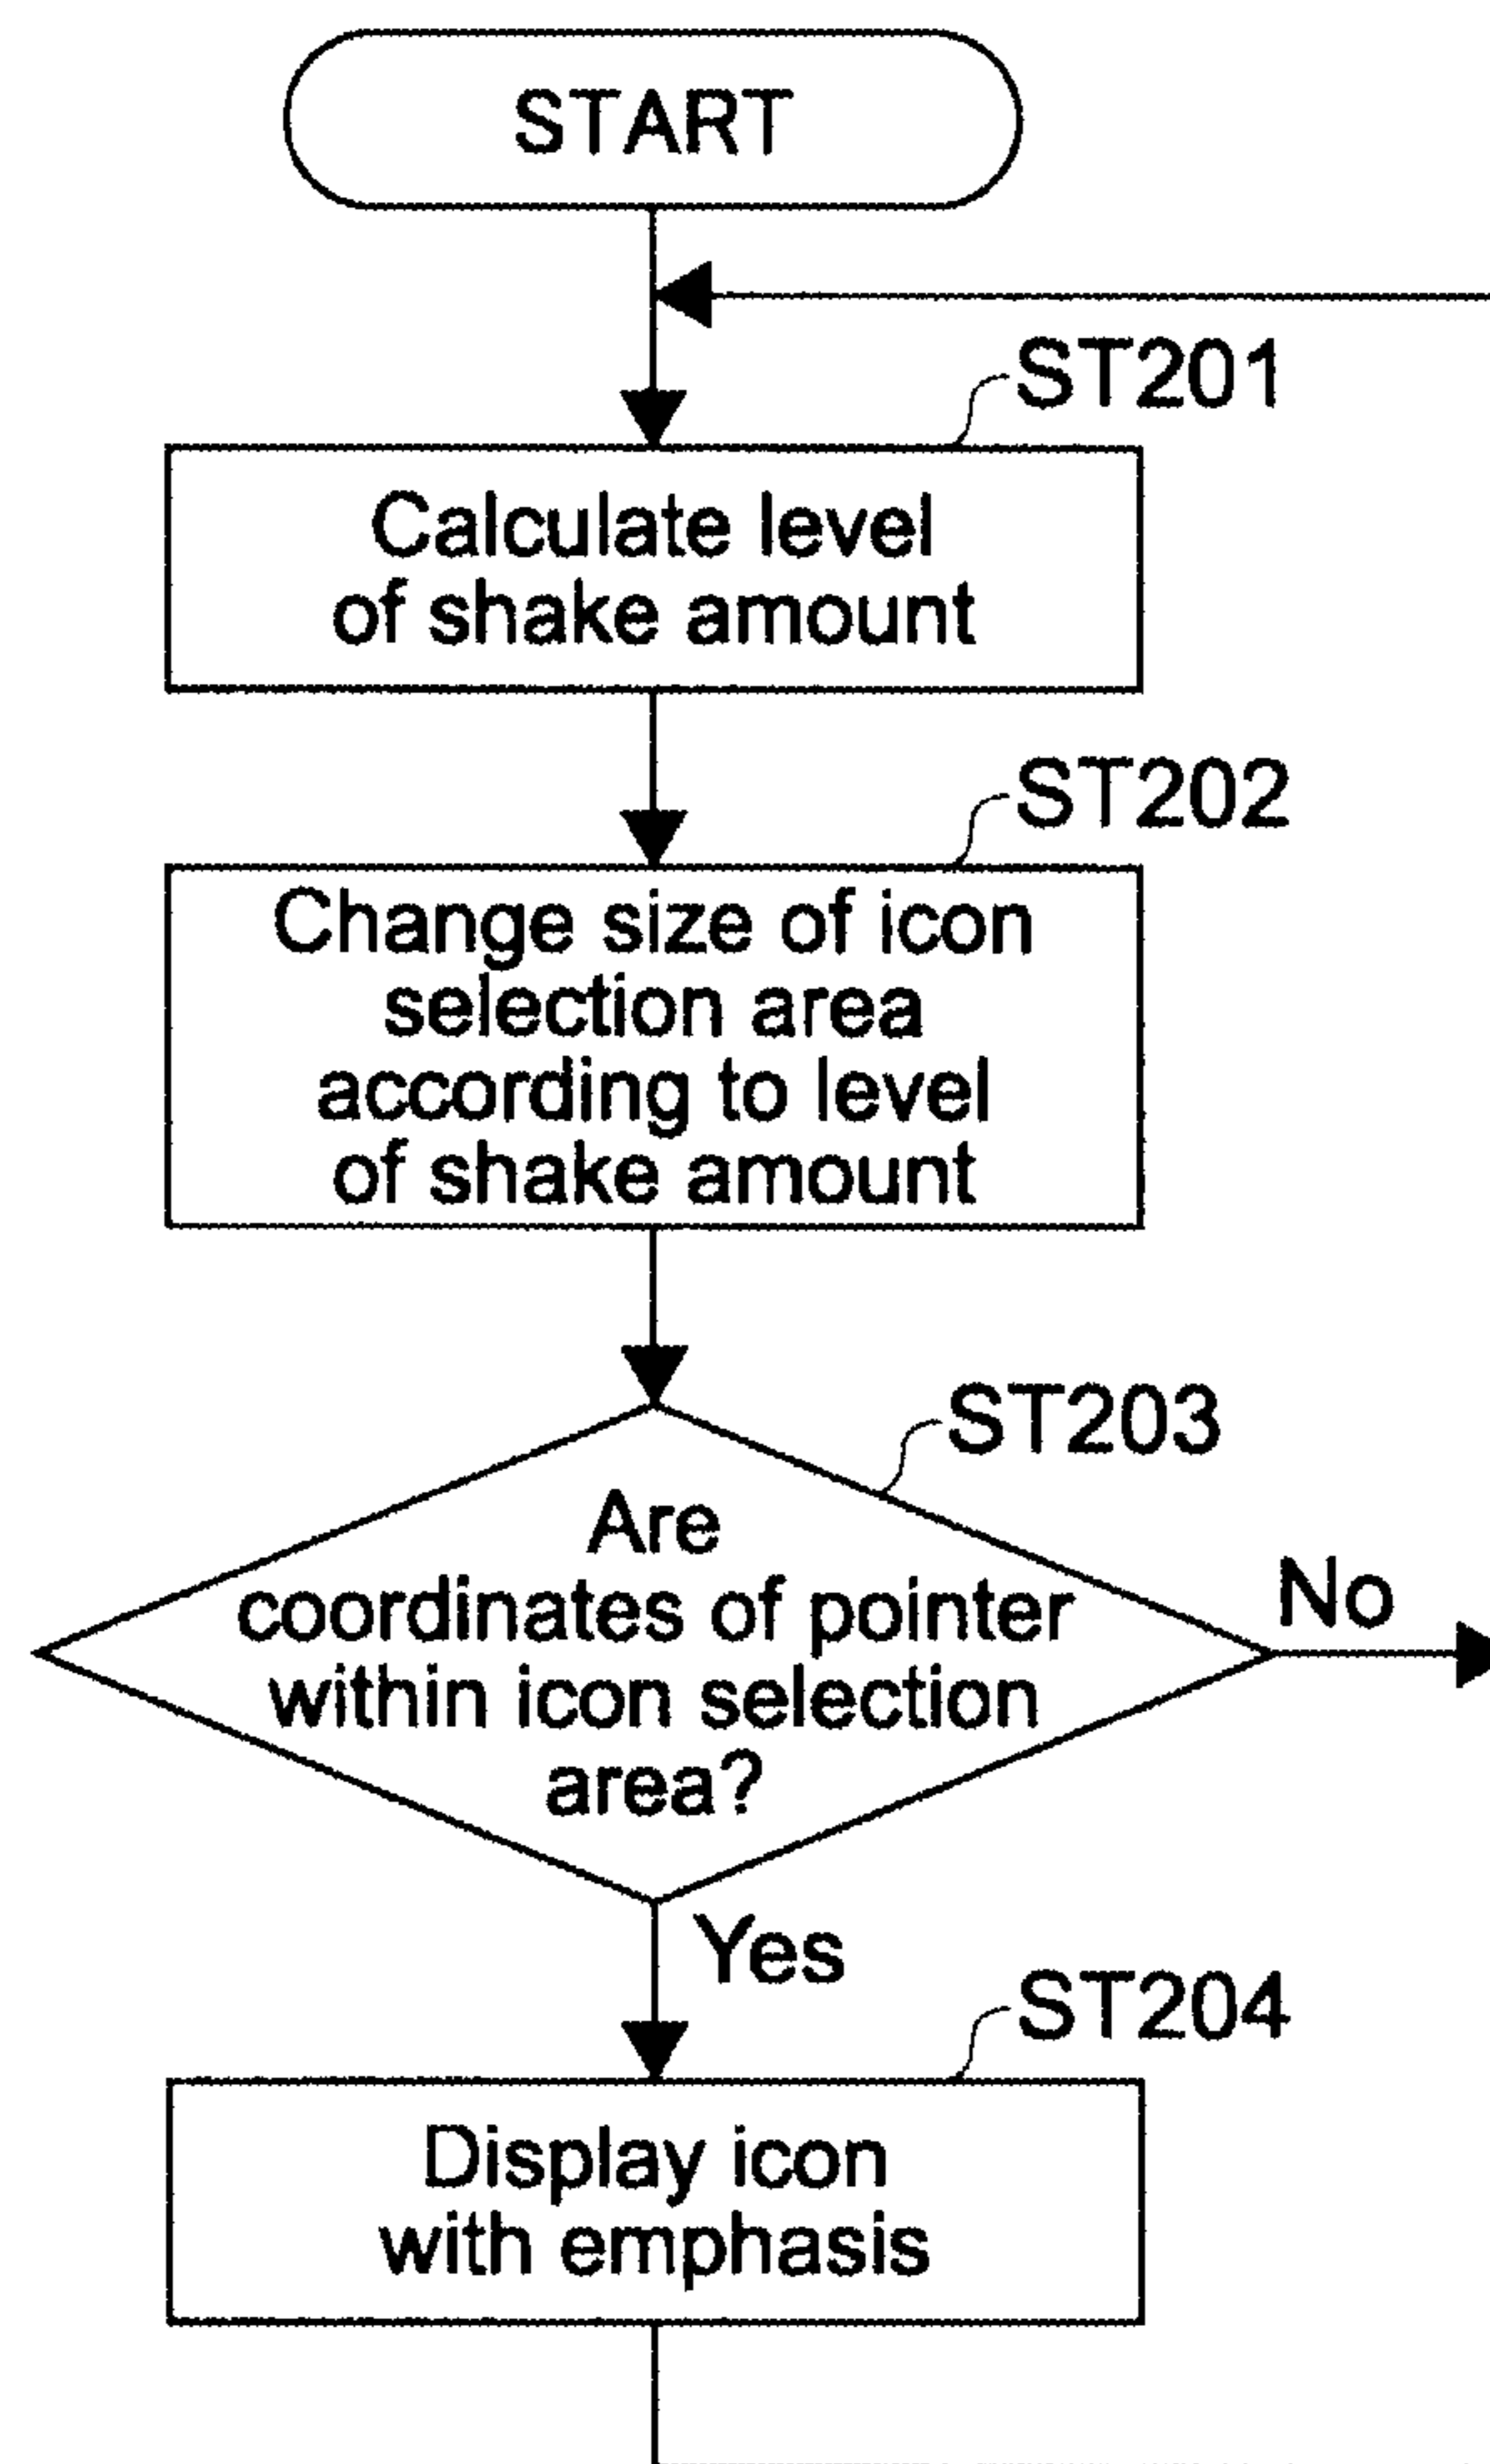 START
ST201
Calculate level
of shake amount
ST202
Change size of icon
selection area
according to level
of shake amount
ST203
Are
coordinates of pointer
within icon selection
area?
No
Yes
ST204
Display icon
with emphasis